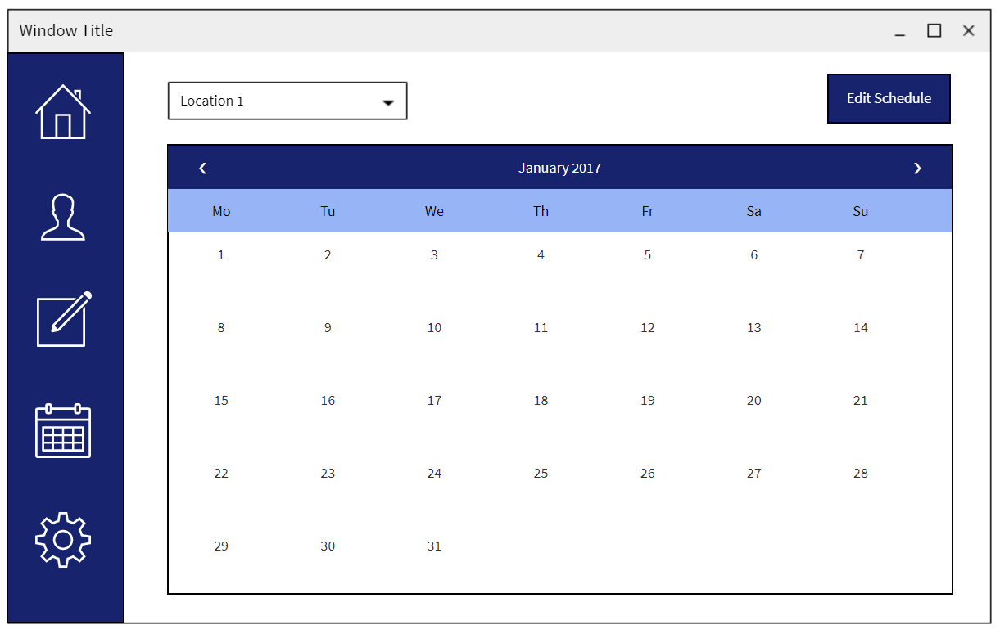 Window Title
Location 1
Edit Schedule
January 2017
Mo Tu We Th Fr Sa Su
1 2 3 4 5 6 7
8 9 10 11 12 13 14
15 16 17 18 19 20 21
22 23 24 25 26 27 28
29 30 31